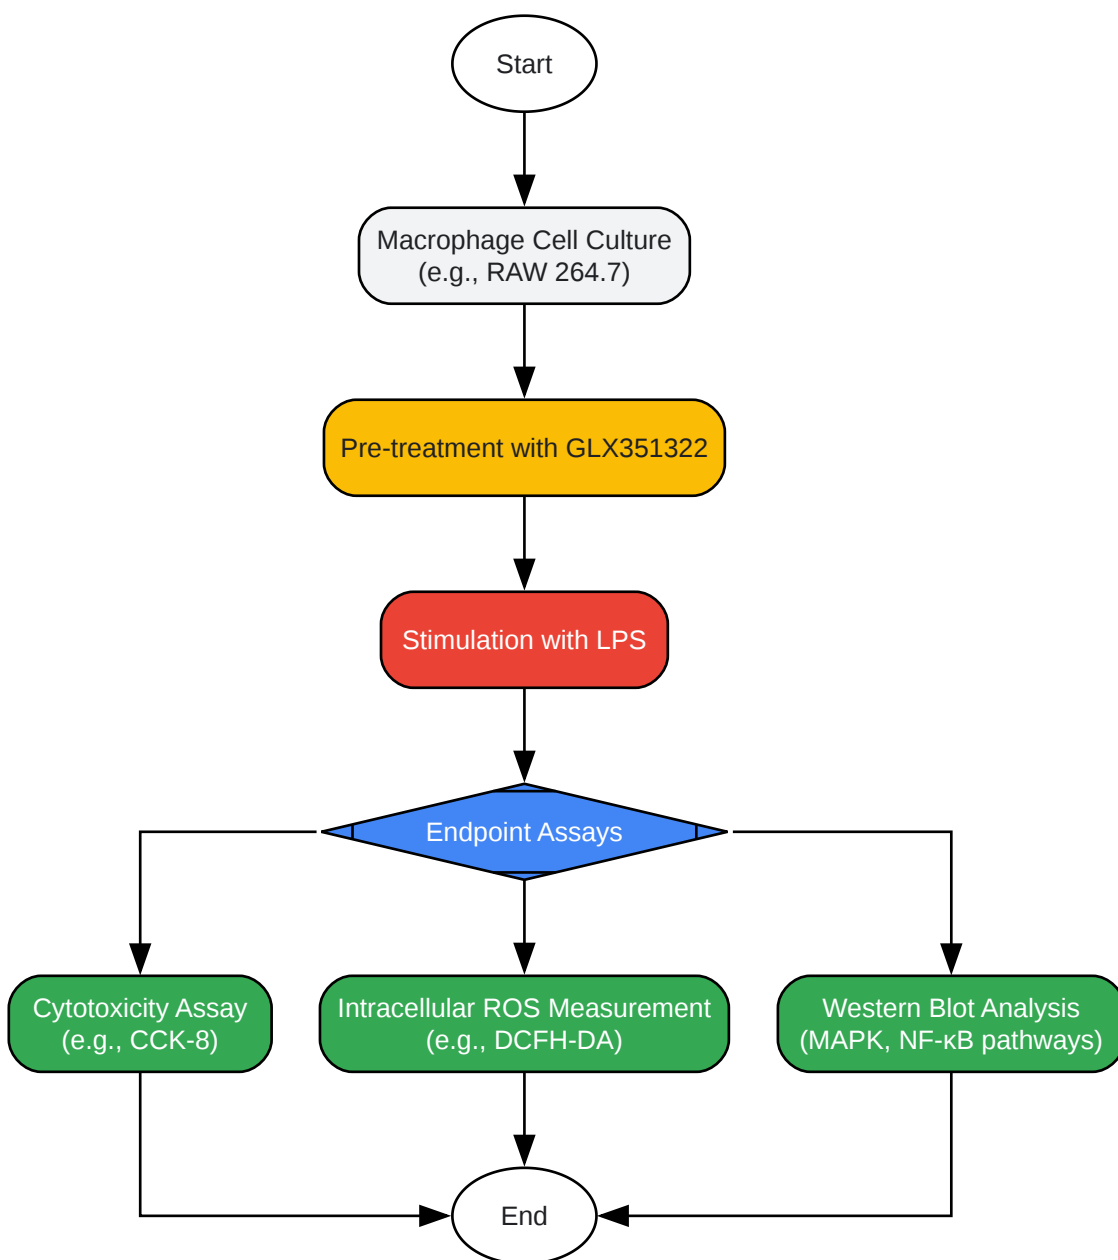 Start
Macrophage Cell Culture
(e.g., RAW 264.7)
Pre-treatment with GLX351322
Stimulation with LPS
Endpoint Assays
Cytotoxicity Assay
(e.g., CCK-8)
Intracellular ROS Measurement
(e.g., DCFH-DA)
Western Blot Analysis
(MAPK, NF-κB pathways)
End